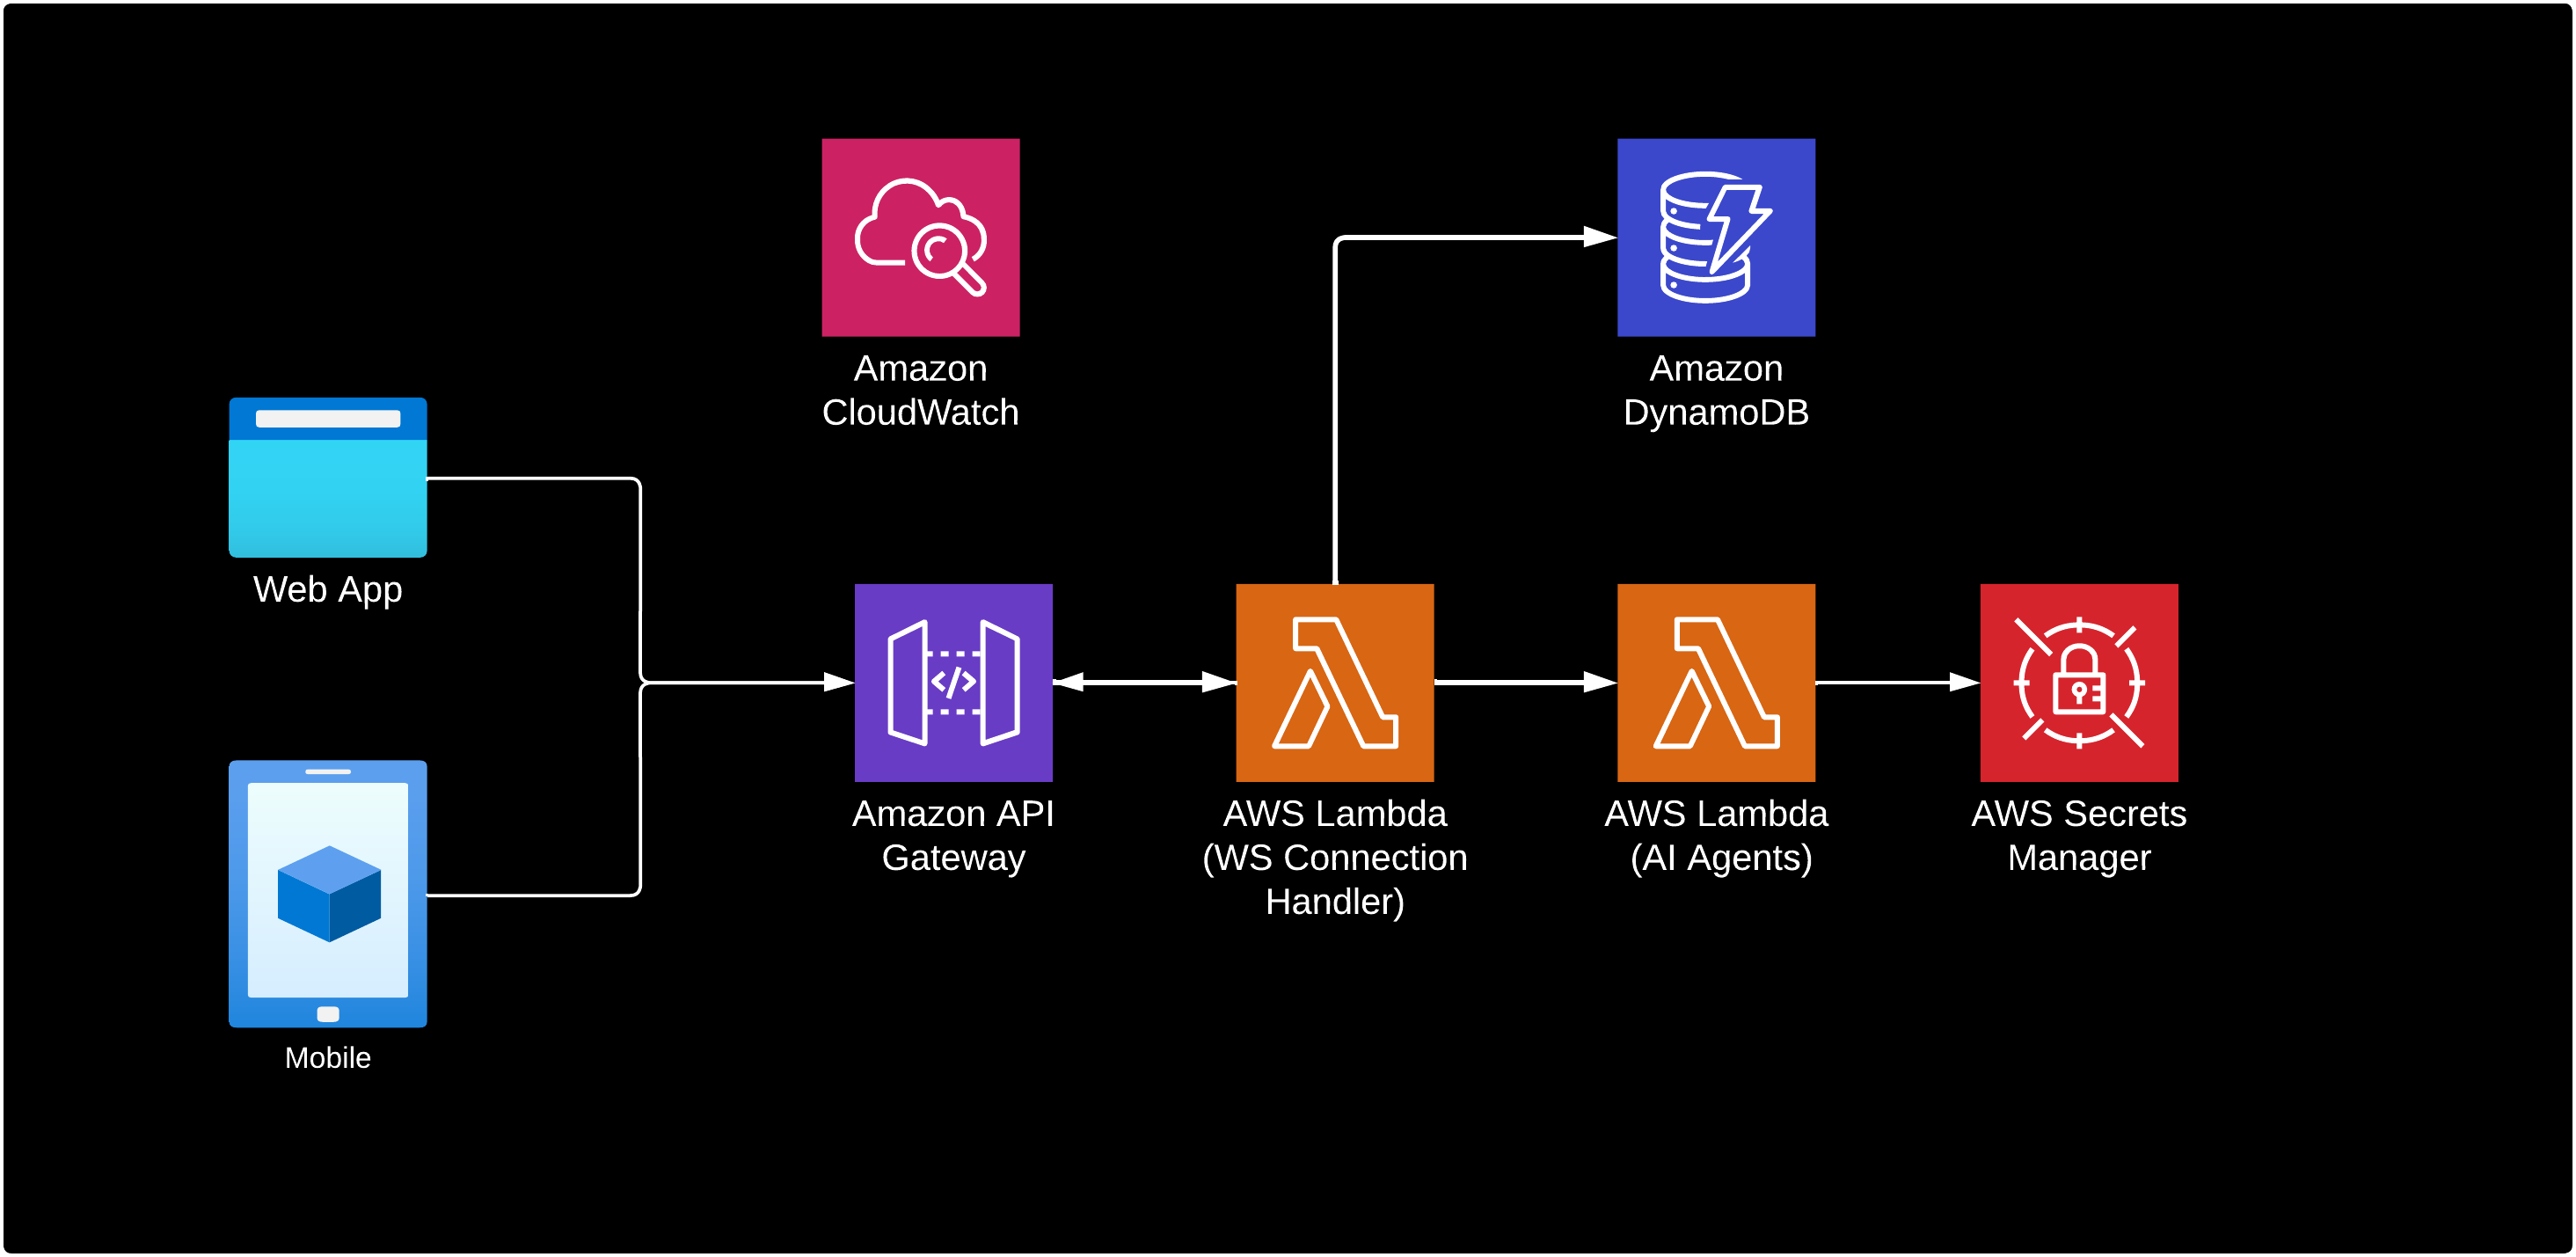 Amazon
CloudWatch
Amazon
DynamoDB
Web App
Amazon API
Gateway
AWS Lambda
(WS Connection
Handler)
AWS Lambda
(AI Agents)
AWS Secrets
Manager
Mobile